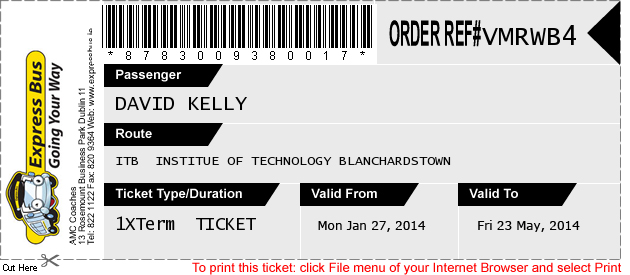 *878300938001 7*
ORDER REF# VMRWB4
Express Bus
Going Your Way
AMC Coaches
13 Rosemount Business Park Dublin 11
Tel: 822 1122 Fax: 820 9364 Web: www.expressbus.ie
Passenger
DAVID KELLY
Route
ITB INSTITUE OF TECHNOLOGY BLANCHARDSTOWN
Ticket Type/Duration
Valid From
Valid To
1XTerm TICKET
Mon Jan 27, 2014
Fri 23 May, 2014
Cut Here
To print this ticket: click File menu of your Internet Browser and select Print